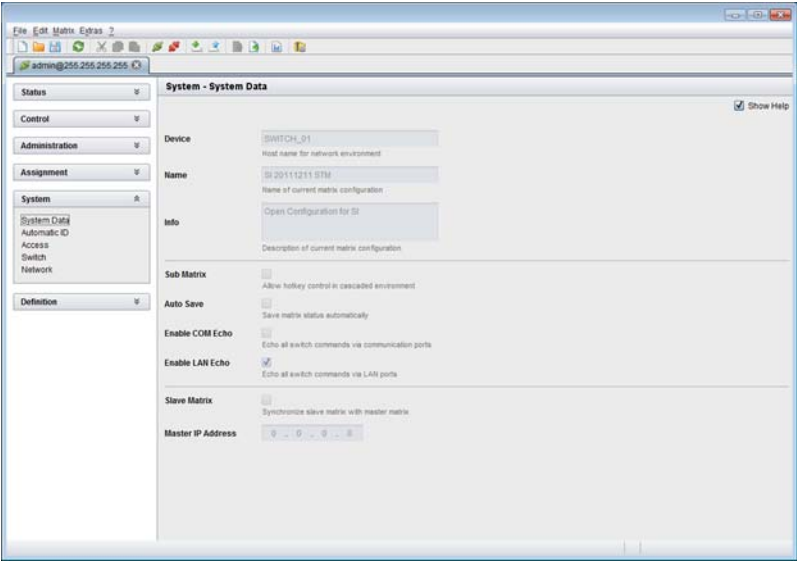 File Edit Matrix Extras ?
admin@255.255.255.255
Status
Control
Administration
Assignment
System
System Data
Automatic ID
Access
Switch
Network
Definition
System - System Data
Show Help
Device SWITCH_01
Host name for network environment
Name SI 20111211 STM
Name of current matrix configuration
Info Open Configuration for SI
Description of current matrix configuration
Sub Matrix
Allow hotkey control in cascaded environment
Auto Save
Save matrix status automatically
Enable COM Echo
Echo all switch commands via communication ports
Enable LAN Echo
Echo all switch commands via LAN ports
Slave Matrix
Synchronize slave matrix with master matrix
Master IP Address 0 . 0 . 0 . 0